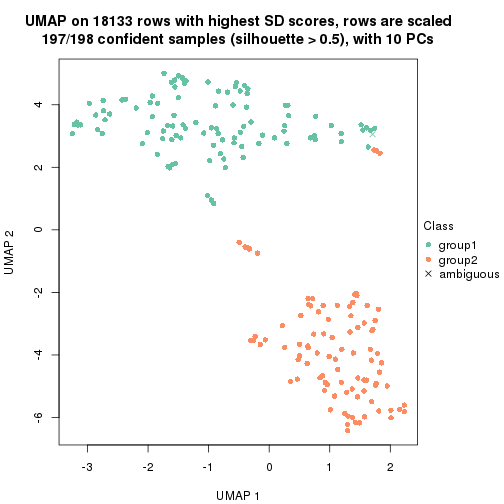 UMAP on 18133 rows with highest SD scores, rows are scaled
197/198 confident samples (silhouette > 0.5), with 10 PCs
4
2
0
-2
-4
-6
UMAP 2
-3
-2
-1
0
1
2
UMAP 1
Class
group1
group2
ambiguous